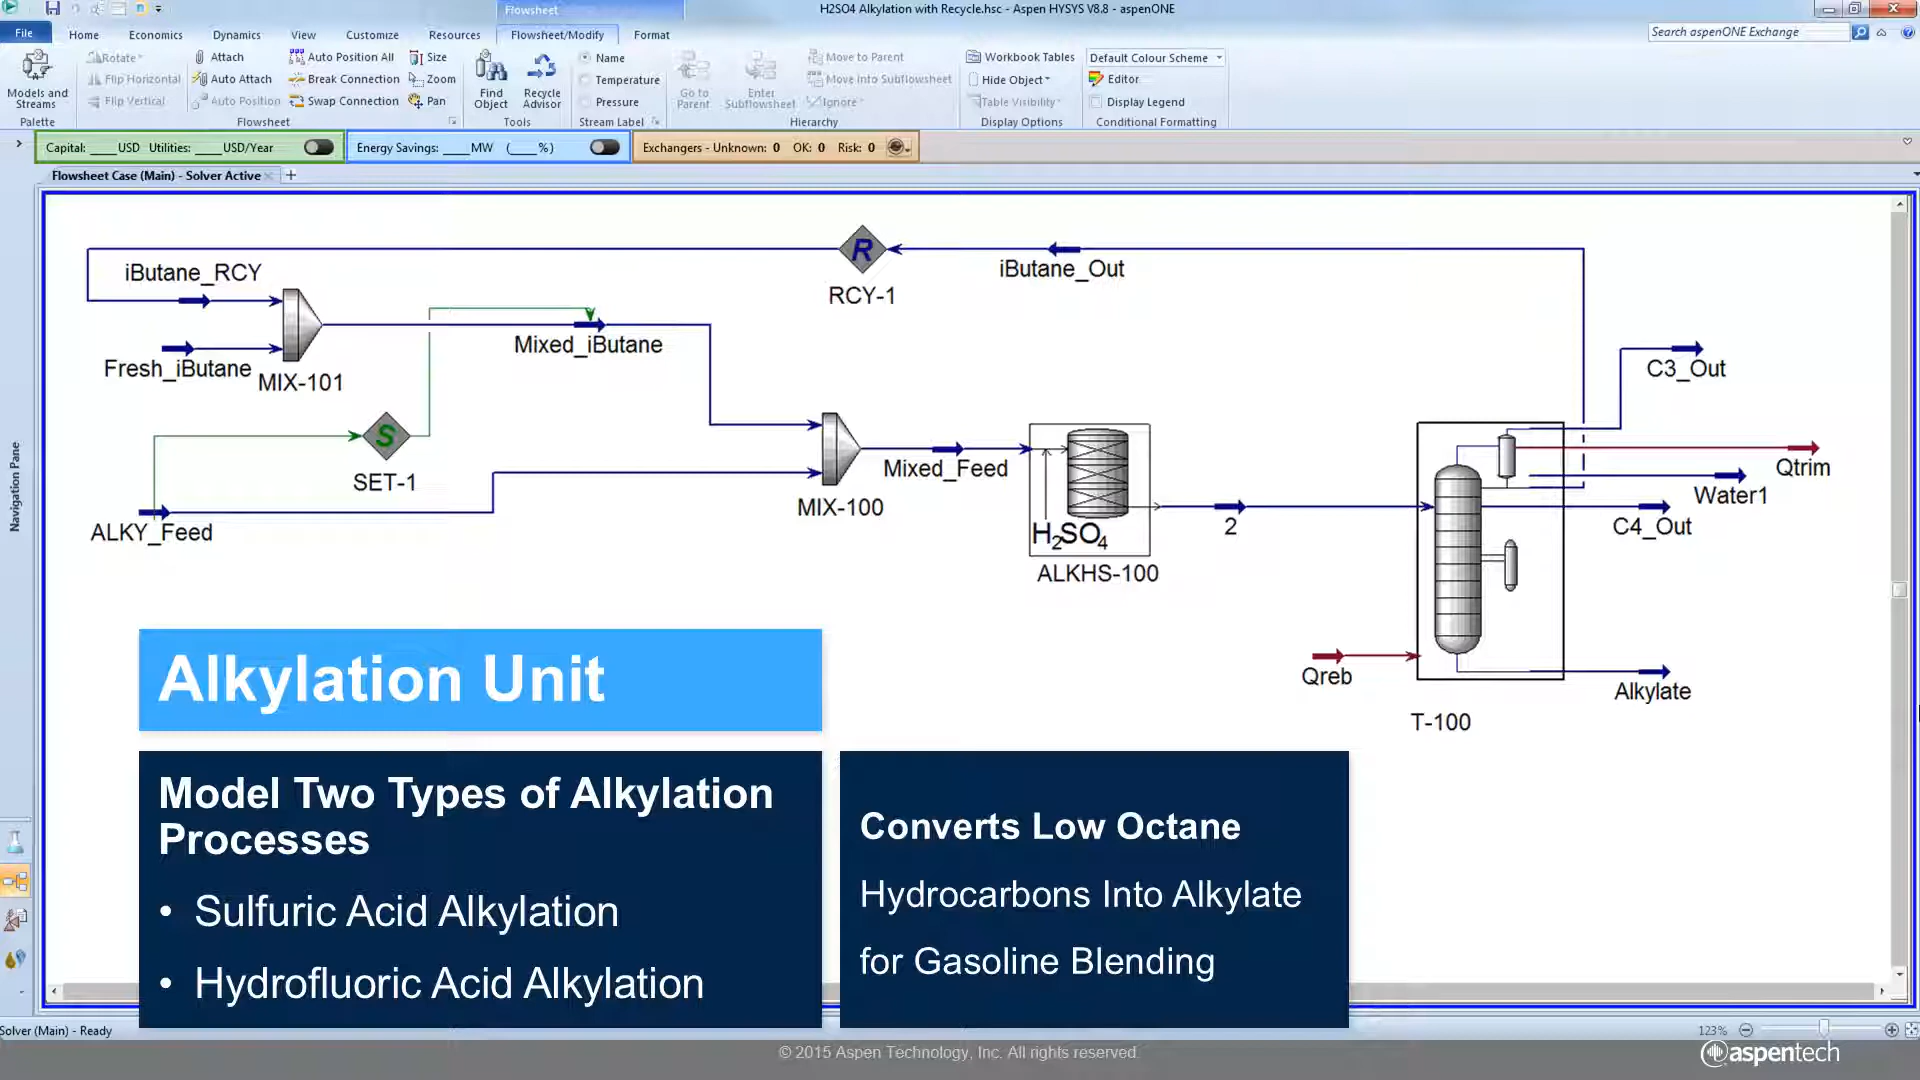 Flowsheet
H2SO4 Alkylation with Recycle.hsc - Aspen HYSYS V8.8 - aspenONE
File
Home
Economics
Dynamics
View
Customize
Resources
Flowsheet/Modify
Format
Search aspenONE Exchange
Models and Streams
Rotate
Flip Horizontal
Flip Vertical
Attach
Auto Attach
Auto Position
Auto Position All
Break Connection
Swap Connection
Size
Zoom
Pan
Find Object
Recycle Advisor
Name
Temperature
Pressure
Go to Parent
Enter Subflowsheet
Move to Parent
Move Into Subflowsheet
Ignore
Workbook Tables
Hide Object
Table Visibility
Default Colour Scheme
Editor
Display Legend
Palette
Flowsheet
Tools
Stream Label
Hierarchy
Display Options
Conditional Formatting
Capital: ____USD Utilities: ____USD/Year
Energy Savings: ____MW (____%)
Exchangers - Unknown: 0 OK: 0 Risk: 0
Flowsheet Case (Main) - Solver Active
Navigation Pane
R
RCY-1
iButane_Out
iButane_RCY
Fresh_iButane
MIX-101
Mixed_iButane
S
SET-1
ALKY_Feed
MIX-100
Mixed_Feed
H2SO4
ALKHS-100
2
C3_Out
Qtrim
Water1
C4_Out
Qreb
Alkylate
T-100
Alkylation Unit
Model Two Types of Alkylation
Processes
• Sulfuric Acid Alkylation
• Hydrofluoric Acid Alkylation
Converts Low Octane
Hydrocarbons Into Alkylate
for Gasoline Blending
Solver (Main) - Ready
123%
© 2015 Aspen Technology, Inc. All rights reserved.
aspentech